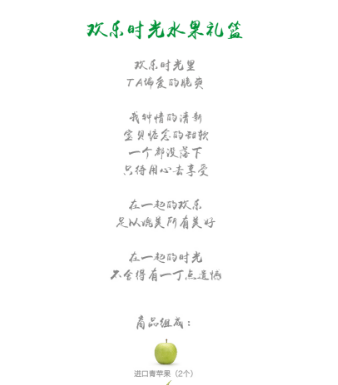 欢乐时光水果礼篮
欢乐时光里
TA偏爱的脆爽
我钟情的清新
宝贝惦念的甜软
一个都没落下
只待用心去享受
在一起的欢乐
足以媲美所有美好
在一起的时光
不舍得有一丁点遗憾
商品组成：
进口青苹果（2个）